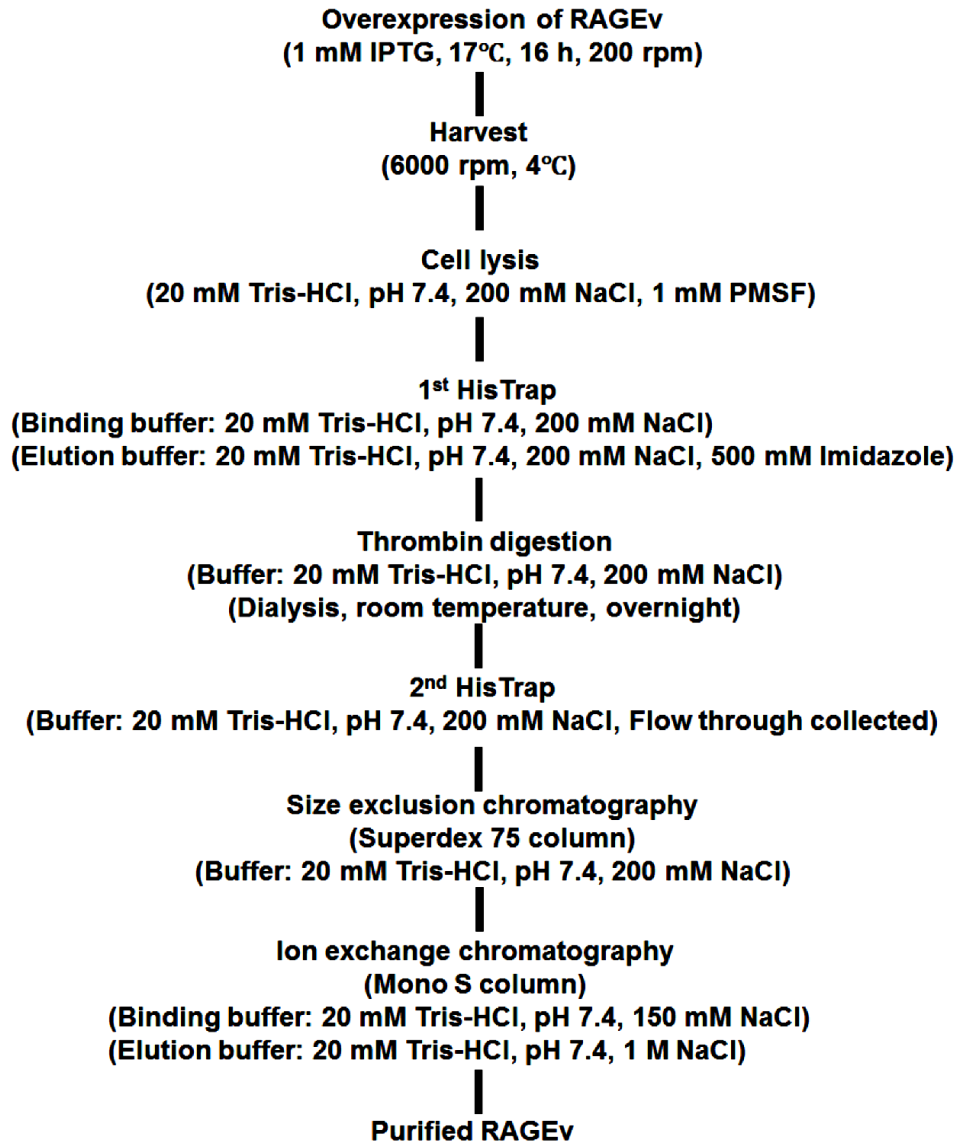 Overexpression of RAGEv
(1 mM IPTG, 17℃, 16 h, 200 rpm)
Harvest
(6000 rpm, 4℃)
Cell lysis
(20 mM Tris-HCl, pH 7.4, 200 mM NaCl, 1 mM PMSF)
1st HisTrap
(Binding buffer: 20 mM Tris-HCl, pH 7.4, 200 mM NaCl)
(Elution buffer: 20 mM Tris-HCl, pH 7.4, 200 mM NaCl, 500 mM Imidazole)
Thrombin digestion
(Buffer: 20 mM Tris-HCl, pH 7.4, 200 mM NaCl)
(Dialysis, room temperature, overnight)
2nd HisTrap
(Buffer: 20 mM Tris-HCl, pH 7.4, 200 mM NaCl, Flow through collected)
Size exclusion chromatography
(Superdex 75 column)
(Buffer: 20 mM Tris-HCl, pH 7.4, 200 mM NaCl)
Ion exchange chromatography
(Mono S column)
(Binding buffer: 20 mM Tris-HCl, pH 7.4, 150 mM NaCl)
(Elution buffer: 20 mM Tris-HCl, pH 7.4, 1 M NaCl)
Purified RAGEv